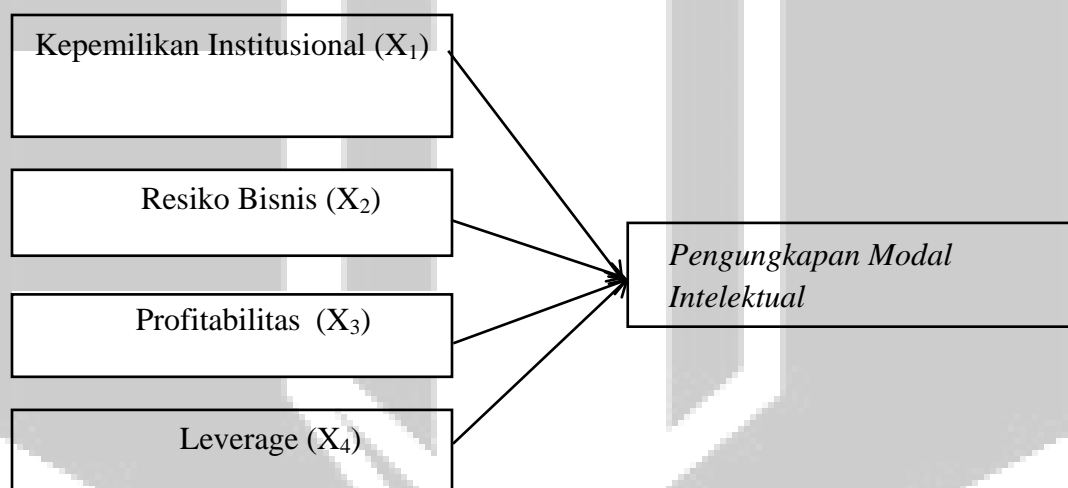 Kepemilikan Institusional (X₁)
Resiko Bisnis (X₂)
Profitabilitas (X₃)
Leverage (X₄)
Pengungkapan Modal
Intelektual